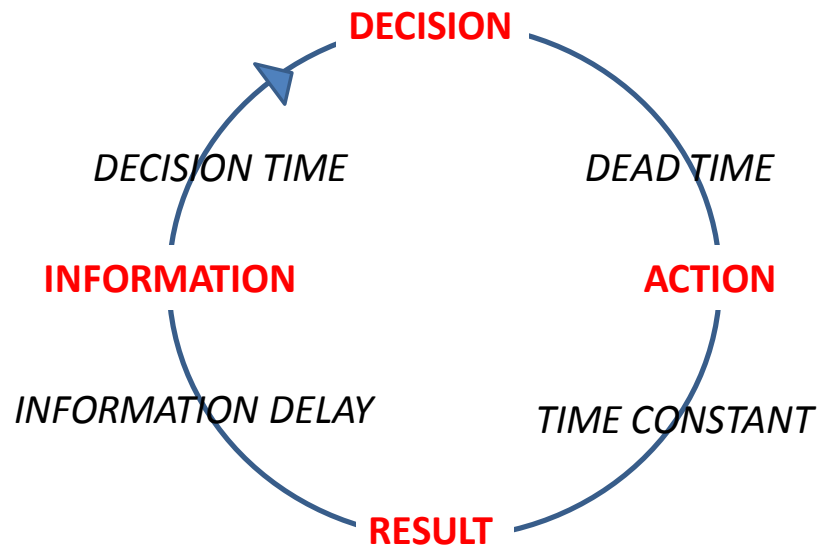 DECISION
DECISION TIME
DEAD TIME
INFORMATION
ACTION
INFORMATION DELAY
TIME CONSTANT
RESULT